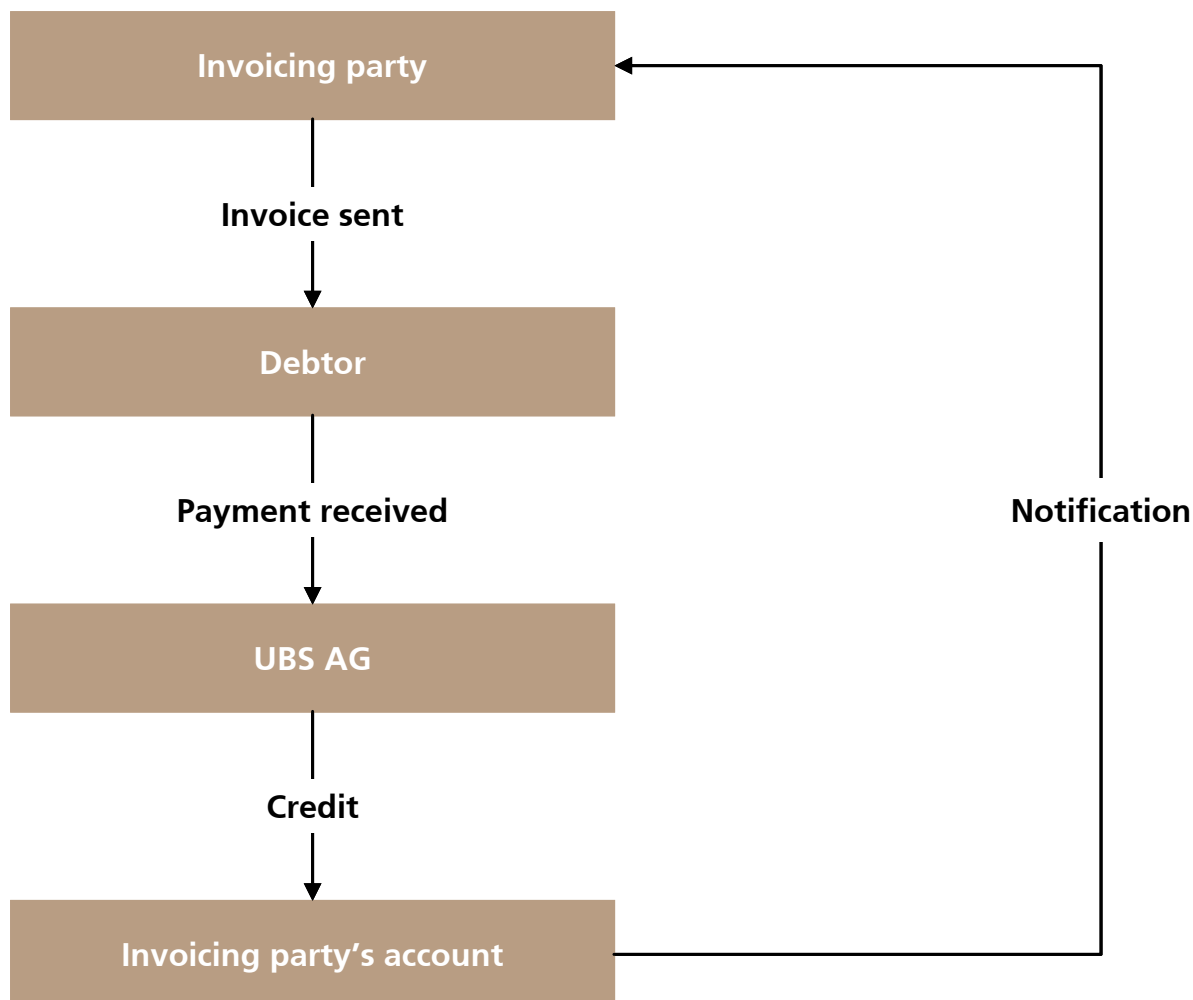 Invoicing party
Invoice sent
Debtor
Payment received
Notification
UBS AG
Credit
Invoicing party’s account